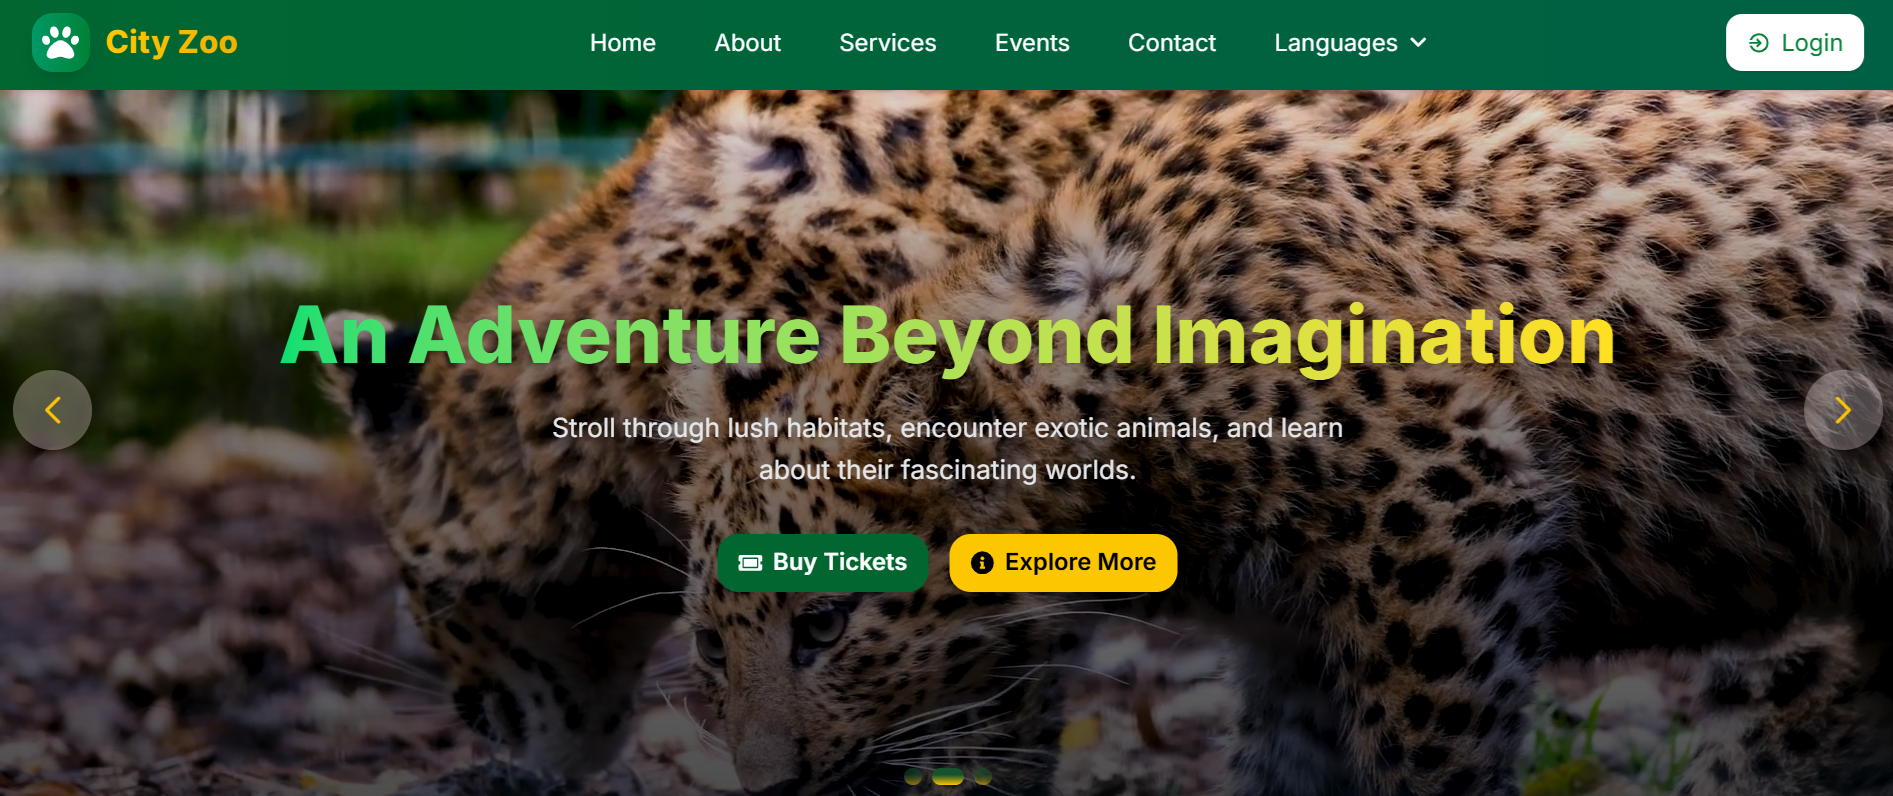 City Zoo
Home
About
Services
Events
Contact
Languages
Login
An Adventure Beyond Imagination
Stroll through lush habitats, encounter exotic animals, and learn
about their fascinating worlds.
Buy Tickets
Explore More